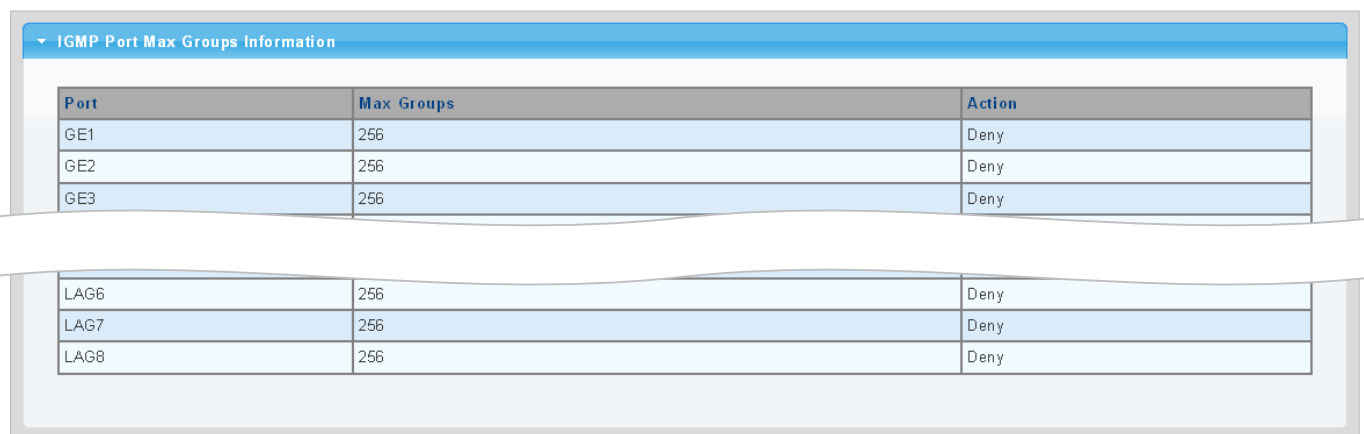 IGMP Port Max Groups Information
Port Max Groups Action
GE1 256 Deny
GE2 256 Deny
GE3 256 Deny
LAG6 256 Deny
LAG7 256 Deny
LAG8 256 Deny